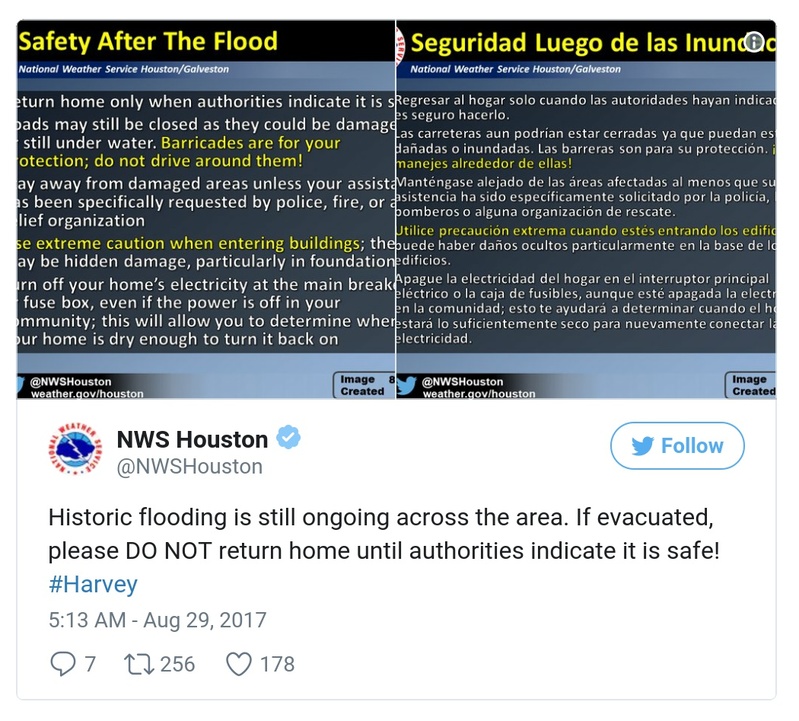 Safety After The Flood
National Weather Service Houston/Galveston
eturn home only when authorities indicate it is s
oads may still be closed as they could be damage
still under water. Barricades are for your
otection; do not drive around them!
ay away from damaged areas unless your assista
as been specifically requested by police, fire, or a
lief organization
se extreme caution when entering buildings; the
ay be hidden damage, particularly in foundation
urn off your home's electricity at the main break
fuse box, even if the power is off in your
ommunity; this will allow you to determine whe
our home is dry enough to turn it back on
@NWSHouston
weather.gov/houston
Image 8
Created
Seguridad Luego de las Inund
National Weather Service Houston/Galveston
Regresar al hogar solo cuando las autoridades hayan indica
es seguro hacerlo.
Las carreteras aun podrían estar cerradas ya que puedan es
dañadas o inundadas. Las barreras son para su protección. ¡
manejes alrededor de ellas!
Manténgase alejado de las áreas afectadas al menos que su
asistencia ha sido específicamente solicitado por la policia,
bomberos o alguna organización de rescate.
Utilice precaución extrema cuando estés entrando los edific
puede haber daños ocultos particularmente en la base de lo
edificios.
Apague la electricidad del hogar en el interruptor principal
eléctrico o la caja de fusibles, aunque esté apagada la electr
en la comunidad; esto te ayudará a determinar cuando el h
estará lo suficientemente seco para nuevamente conectar la
electricidad.
@NWSHouston
weather.gov/houston
Image
Created
NATIONAL WEATHER SERVICE
NWS Houston
@NWSHouston
Follow
Historic flooding is still ongoing across the area. If evacuated,
please DO NOT return home until authorities indicate it is safe!
#Harvey
5:13 AM - Aug 29, 2017
7 256 178